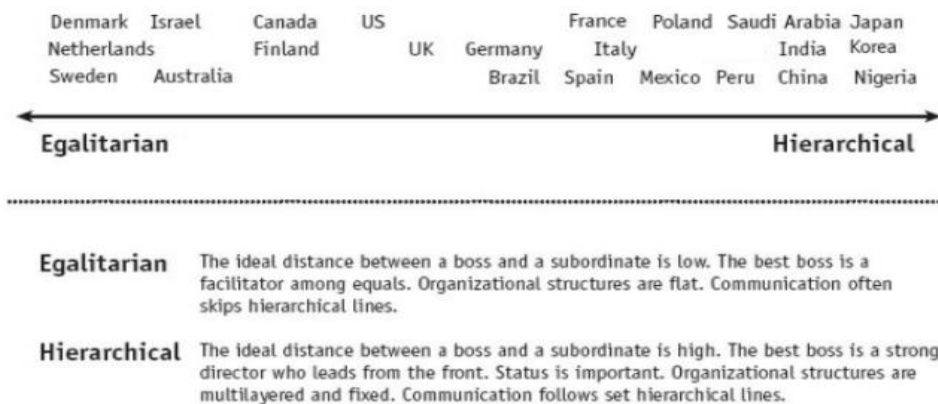 Denmark Israel Canada US France Poland Saudi Arabia Japan
Netherlands Finland UK Germany Italy India Korea
Sweden Australia Brazil Spain Mexico Peru China Nigeria
Egalitarian Hierarchical
Egalitarian The ideal distance between a boss and a subordinate is low. The best boss is a
facilitator among equals. Organizational structures are flat. Communication often
skips hierarchical lines.
Hierarchical The ideal distance between a boss and a subordinate is high. The best boss is a strong
director who leads from the front. Status is important. Organizational structures are
multilayered and fixed. Communication follows set hierarchical lines.